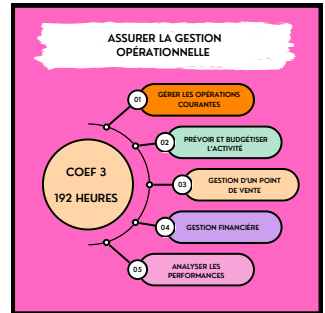 ASSURER LA GESTION
OPÉRATIONNELLE
COEF 3
192 HEURES
01
GÉRER LES OPÉRATIONS
COURANTES
02
PRÉVOIR ET BUDGÉTISER
L'ACTIVITÉ
03
GESTION D'UN POINT
DE VENTE
04
GESTION FINANCIÈRE
05
ANALYSER LES
PERFORMANCES